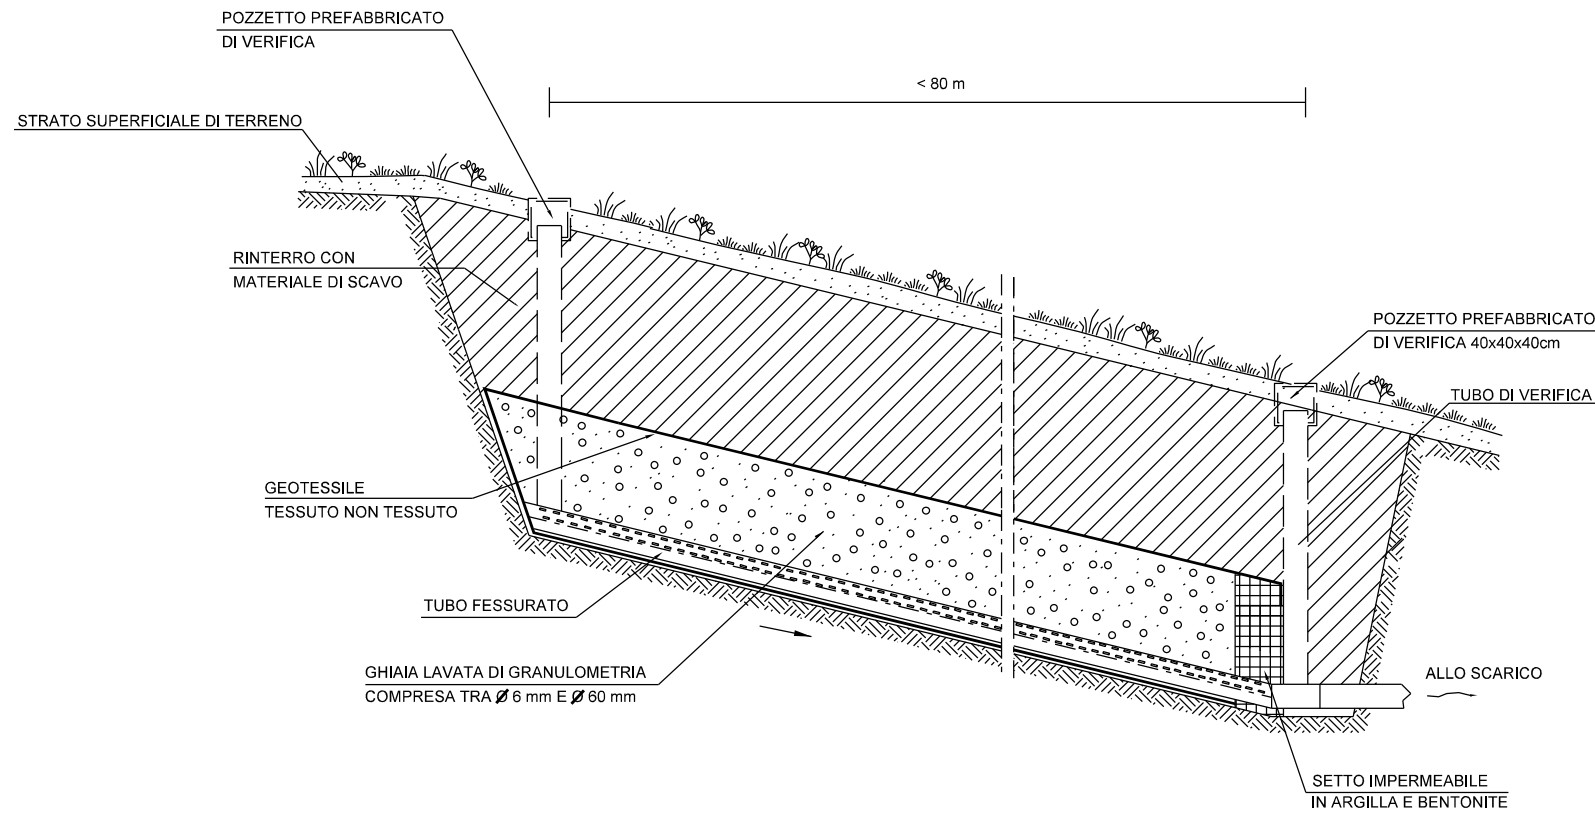 POZZETTO PREFABBRICATO
DI VERIFICA
< 80 m
STRATO SUPERFICIALE DI TERRENO
RINTERRO CON
MATERIALE DI SCAVO
POZZETTO PREFABBRICATO
DI VERIFICA 40x40x40cm
TUBO DI VERIFICA
GEOTESSILE
TESSUTO NON TESSUTO
TUBO FESSURATO
GHIAIA LAVATA DI GRANULOMETRIA
COMPRESA TRA Ø 6 mm E Ø 60 mm
ALLO SCARICO
SETTO IMPERMEABILE
IN ARGILLA E BENTONITE